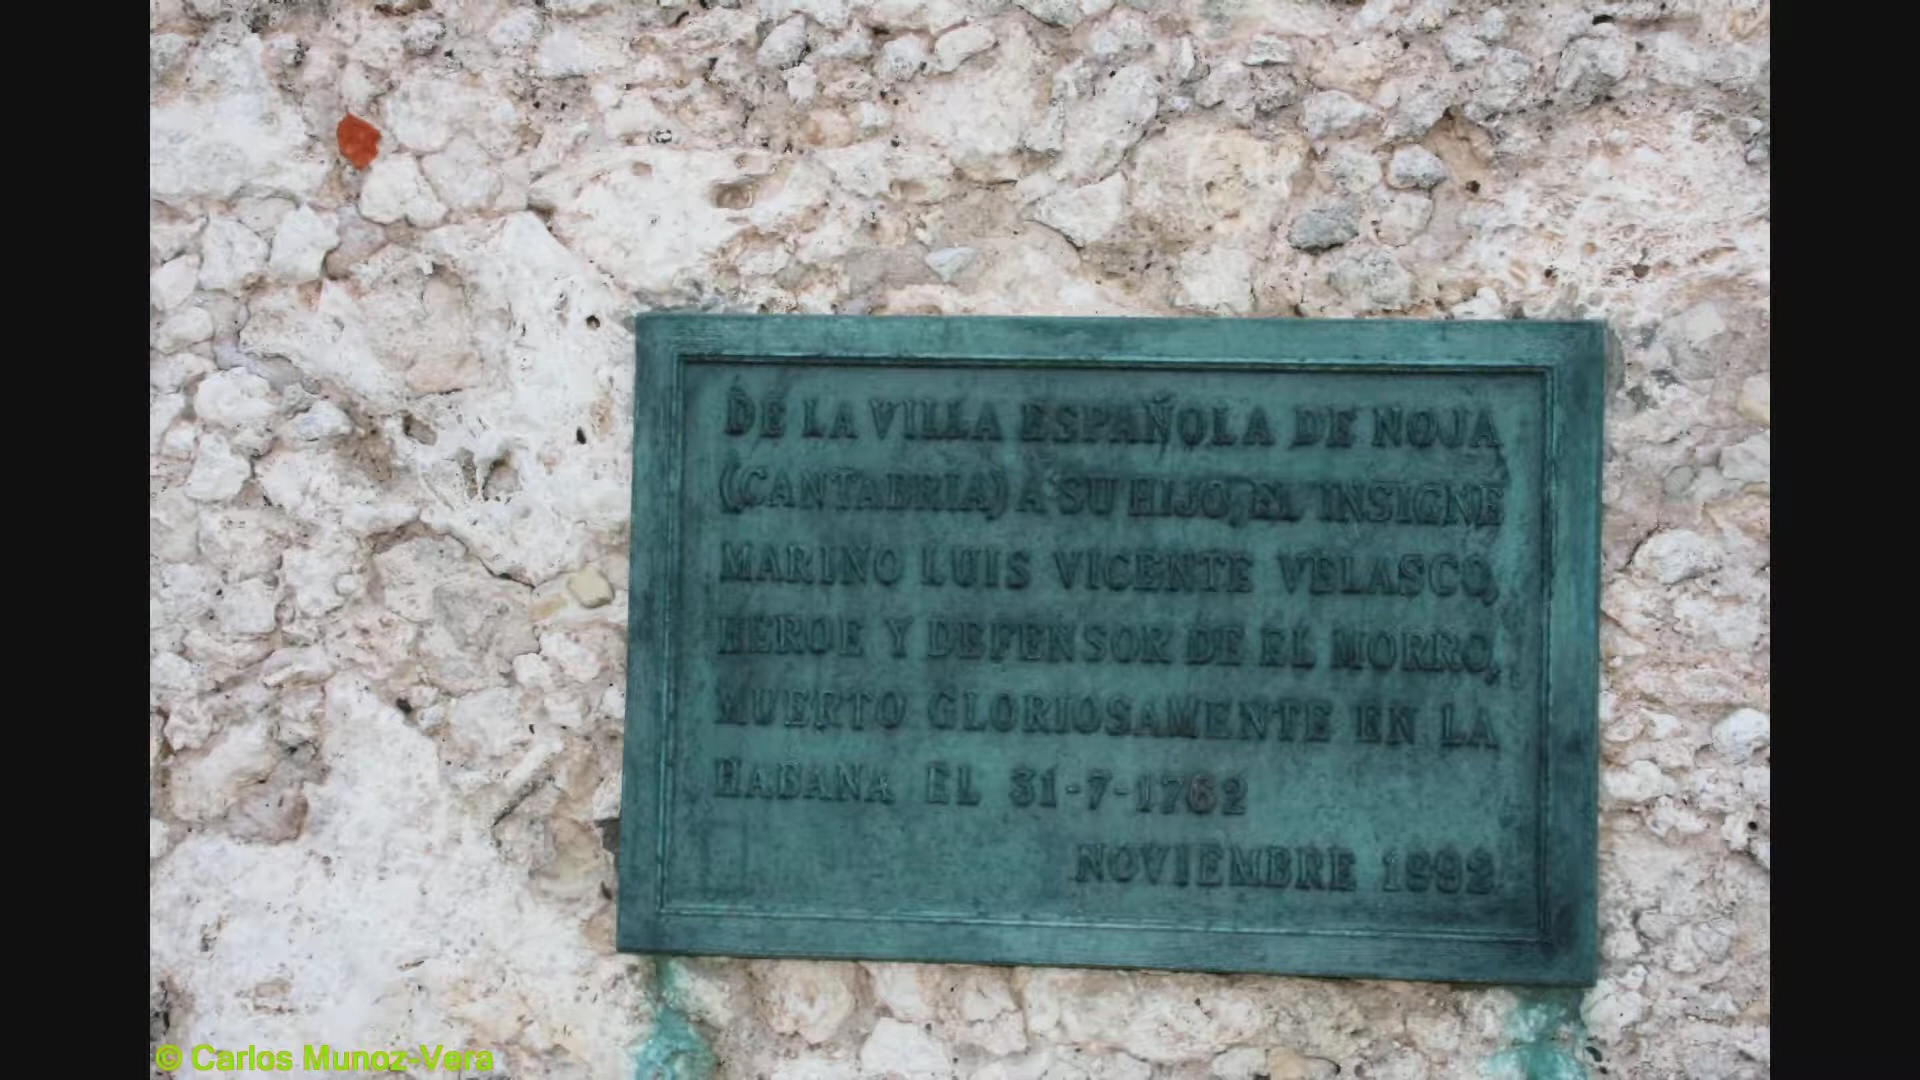 DE LA VILLA ESPAÑOLA DE NOJA
(CANTABRIA) A SU HIJO, EL INSIGNE
MARINO LUIS VICENTE VELASCO,
HEROE Y DEFENSOR DE EL MORRO,
MUERTO GLORIOSAMENTE EN LA
HABANA EL 31-7-1762
NOVIEMBRE 1992
© Carlos Munoz-Vera